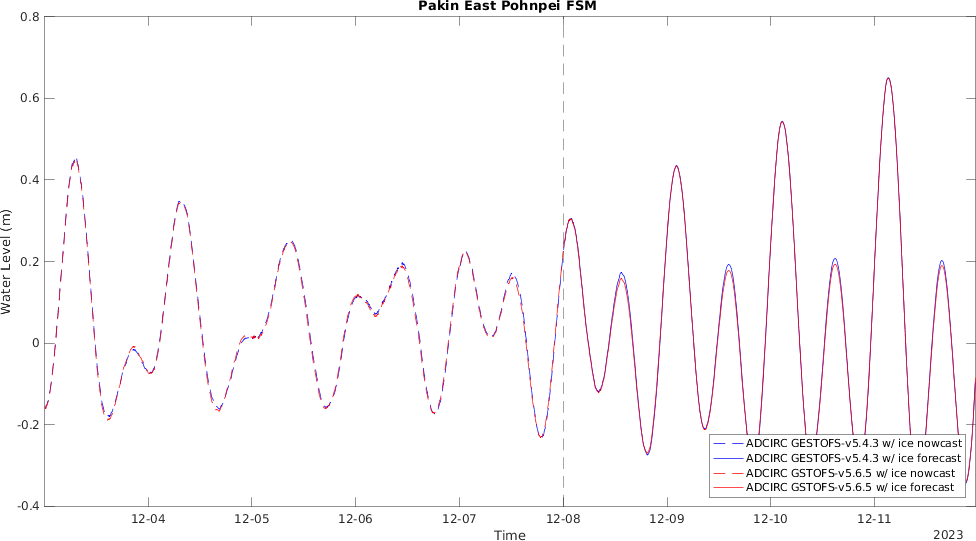 Pakin East Pohnpei FSM
0.8
0.6
0.4
0.2
0
-0.2
-0.4
Water Level (m)
12-04
12-05
12-06
12-07
12-08
12-09
12-10
12-11
Time
2023
ADCIRC GESTOFS-v5.4.3 w/ ice nowcast
ADCIRC GSTOFS-v5.4.3 w/ ice forecast
ADCIRC GSTOFS-v5.6.5 w/ ice nowcast
ADCIRC GSTOFS-v5.6.5 w/ ice forecast